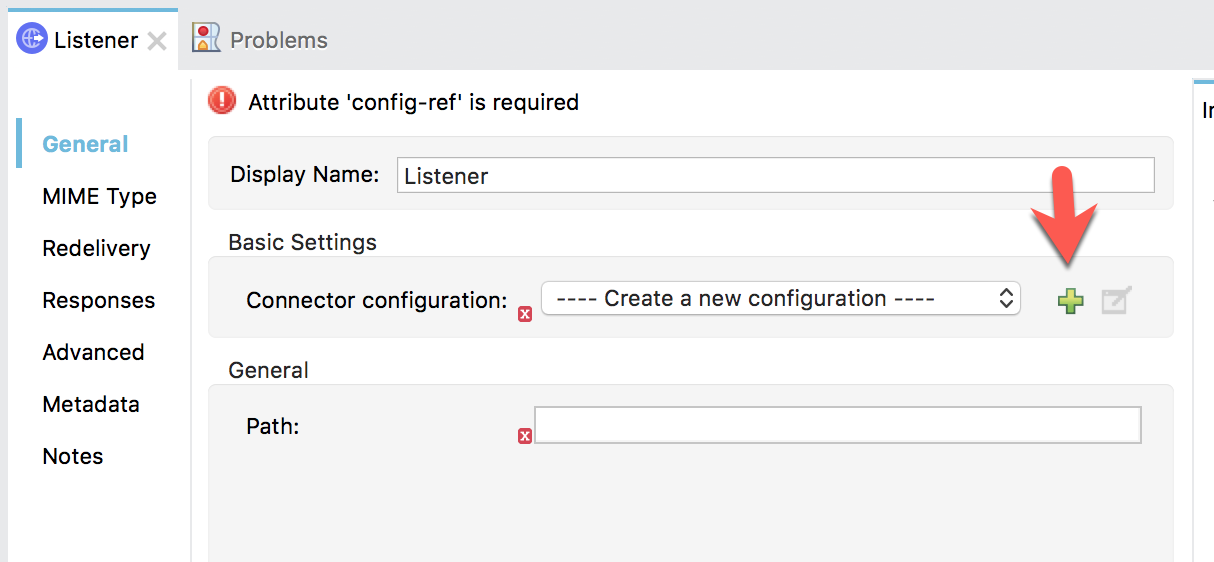 Listener
Problems
Attribute 'config-ref' is required
General
MIME Type
Redelivery
Responses
Advanced
Metadata
Notes
Display Name: Listener
Basic Settings
Connector configuration: ---- Create a new configuration ----
General
Path: